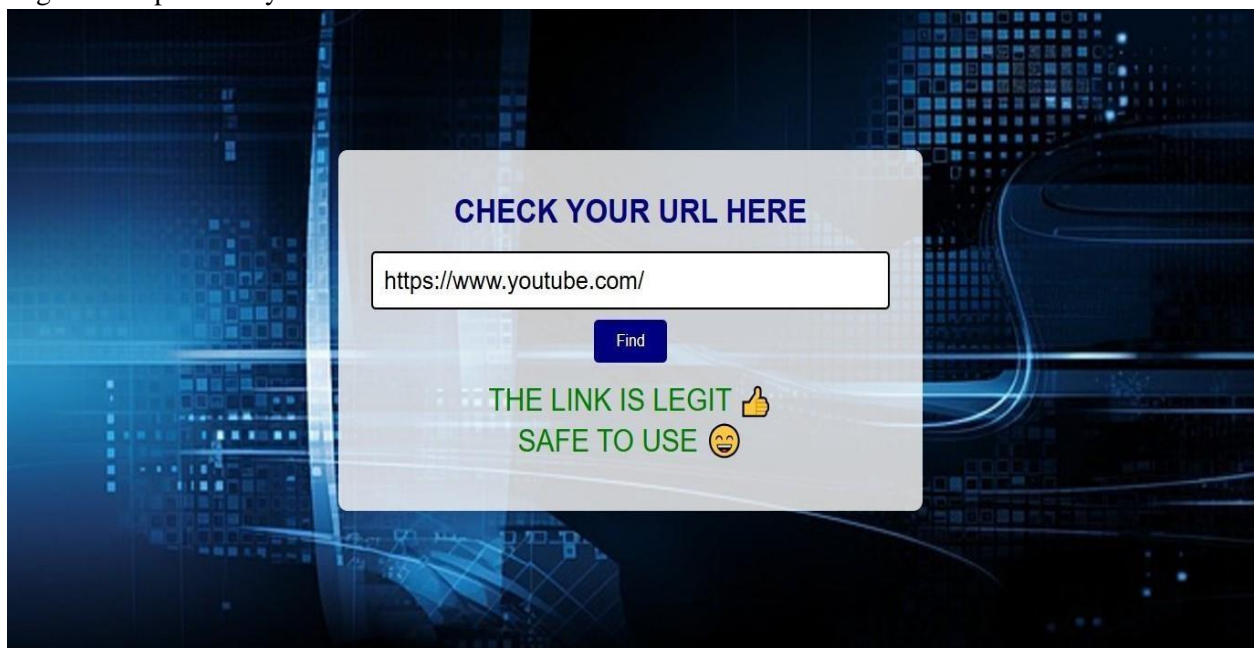 CHECK YOUR URL HERE
https://www.youtube.com/
Find
THE LINK IS LEGIT 👍
SAFE TO USE 😄